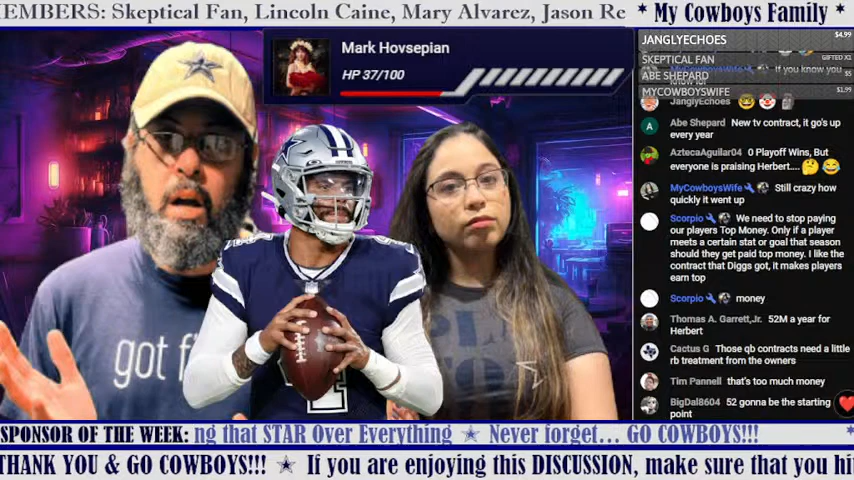 EMBERS: Skeptical Fan, Lincoln Caine, Mary Alvarez, Jason Re
* My Cowboys Family *
Mark Hovsepian
HP 37/100
got f
JANGLYECHOES $4.99
SKEPTICAL FAN GIFTED X1
If you know you
ABE SHEPARD $5
MYCOWBOYSWIFE $1.99
JanglyEchoes
Abe Shepard New tv contract, it go's up
every year
AztecaAguilar04 0 Playoff Wins, But
everyone is praising Herbert.... 🤔 😂
MyCowboysWife Still crazy how
quickly it went up
Scorpio We need to stop paying
our players Top Money. Only if a player
meets a certain stat or goal that season
should they get paid top money. I like the
contract that Diggs got, it makes players
earn top
Scorpio money
Thomas A. Garrett,Jr. 52M a year for
Herbert
Cactus G Those qb contracts need a little
rb treatment from the owners
Tim Pannell that's too much money
BigDal8604 52 gonna be the starting
point
SPONSOR OF THE WEEK: ng that STAR Over Everything ★ Never forget... GO COWBOYS!!!
THANK YOU & GO COWBOYS!!! ★ If you are enjoying this DISCUSSION, make sure that you hi